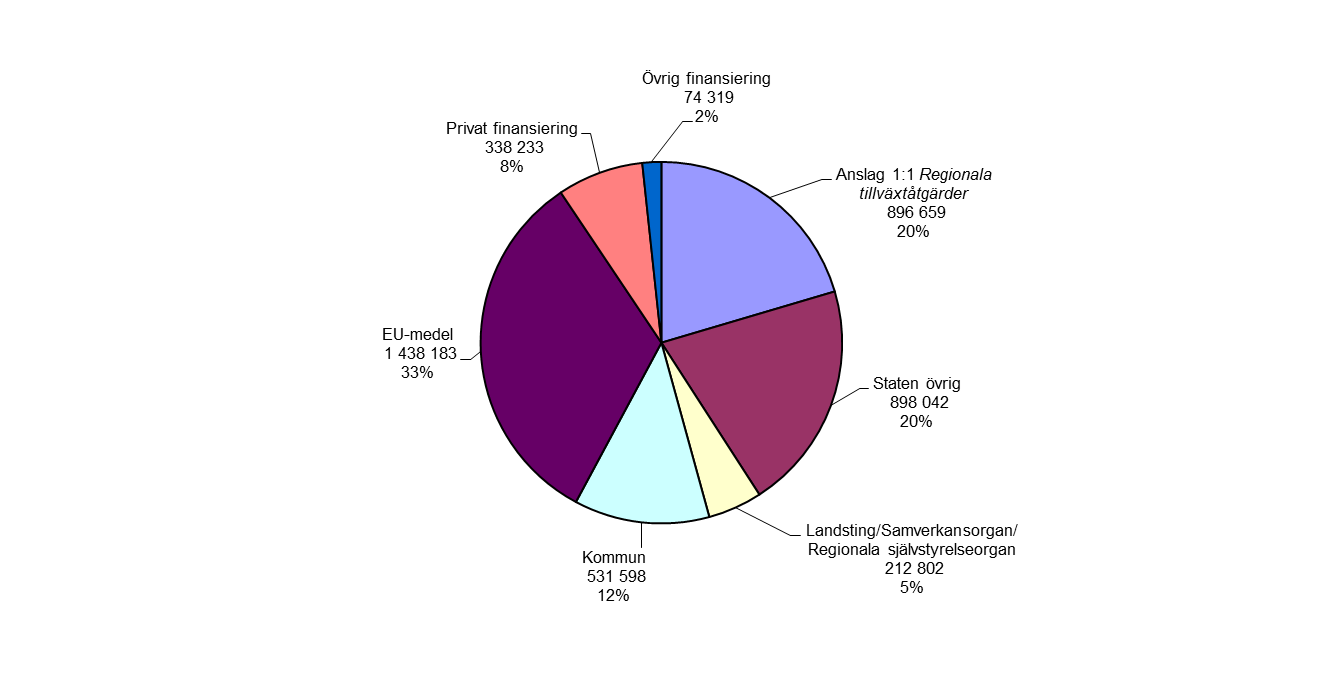 Övrig finansiering
74 319
2%
Privat finansiering
338 233
8%
Anslag 1:1 Regionala
tillväxtåtgärder
896 659
20%
EU-medel
1 438 183
33%
Staten övrig
898 042
20%
Landsting/Samverkansorgan/
Regionala självstyrelseorgan
212 802
5%
Kommun
531 598
12%